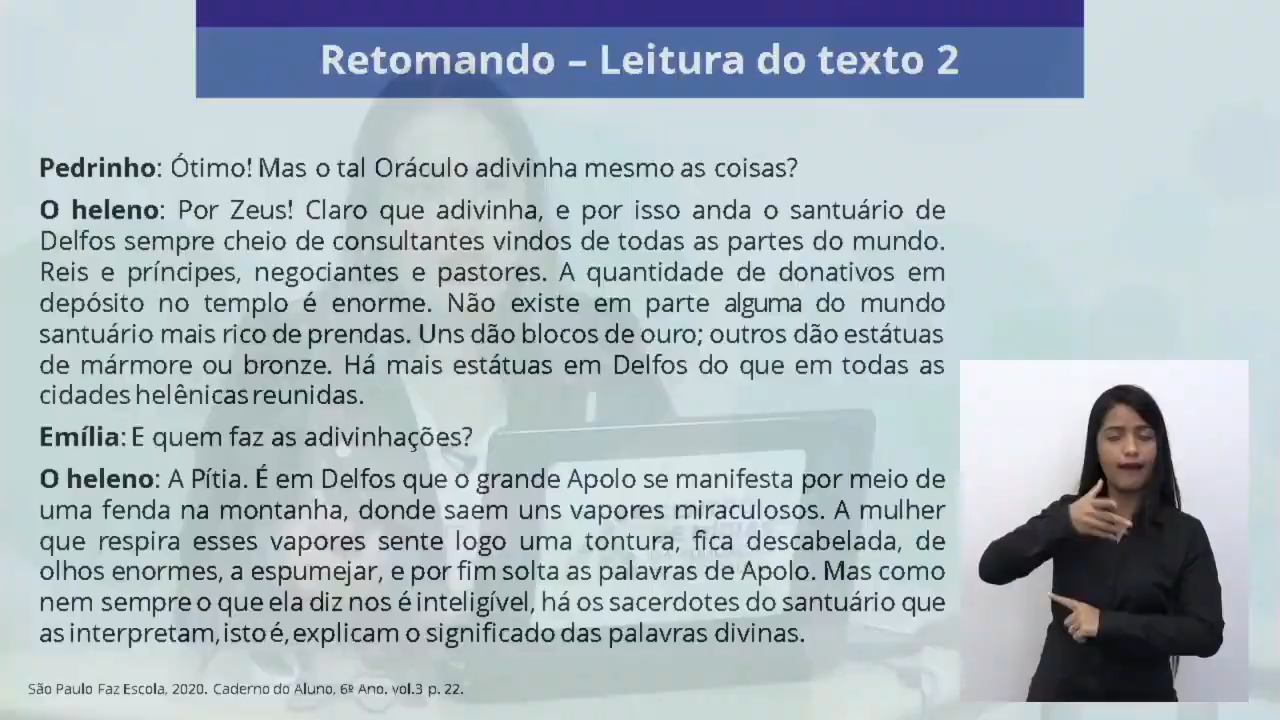 Retomando – Leitura do texto 2
Pedrinho: Ótimo! Mas o tal Oráculo adivinha mesmo as coisas?
O heleno: Por Zeus! Claro que adivinha, e por isso anda o santuário de
Delfos sempre cheio de consultantes vindos de todas as partes do mundo.
Reis e príncipes, negociantes e pastores. A quantidade de donativos em
depósito no templo é enorme. Não existe em parte alguma do mundo
santuário mais rico de prendas. Uns dão blocos de ouro; outros dão estátuas
de mármore ou bronze. Há mais estátuas em Delfos do que em todas as
cidades helênicas reunidas.
Emília: E quem faz as adivinhações?
O heleno: A Pítia. É em Delfos que o grande Apolo se manifesta por meio de
uma fenda na montanha, donde saem uns vapores miraculosos. A mulher
que respira esses vapores sente logo uma tontura, fica descabelada, de
olhos enormes, a espumejar, e por fim solta as palavras de Apolo. Mas como
nem sempre o que ela diz nos é inteligível, há os sacerdotes do santuário que
as interpretam, isto é, explicam o significado das palavras divinas.
São Paulo Faz Escola, 2020. Caderno do Aluno, 6º Ano, vol.3 p. 22.